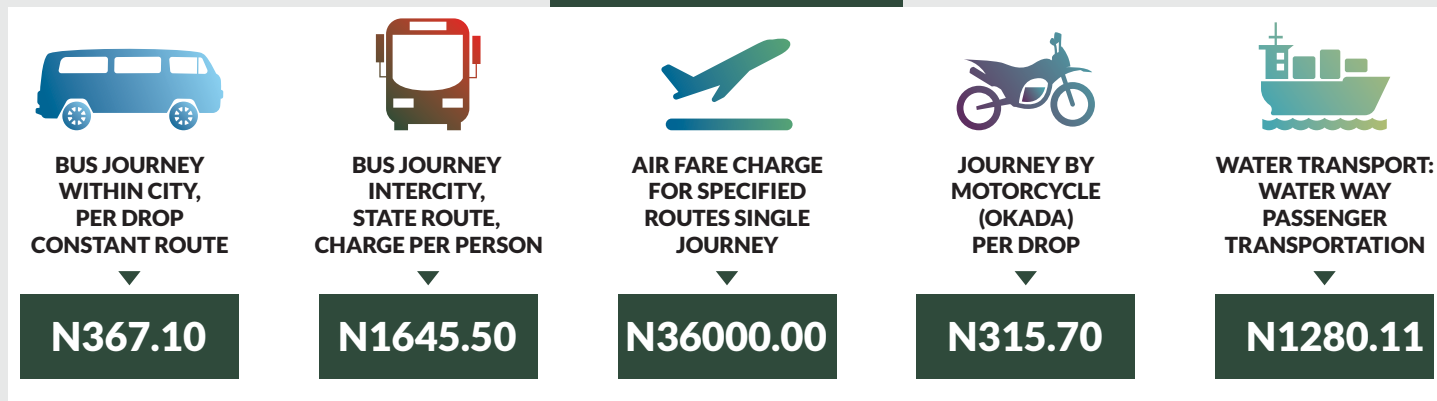 BUS JOURNEY
WITHIN CITY,
PER DROP
CONSTANT ROUTE
N367.10
BUS JOURNEY
INTERCITY,
STATE ROUTE,
CHARGE PER PERSON
N1645.50
AIR FARE CHARGE
FOR SPECIFIED
ROUTES SINGLE
JOURNEY
N36000.00
JOURNEY BY
MOTORCYCLE
(OKADA)
PER DROP
N315.70
WATER TRANSPORT:
WATER WAY
PASSENGER
TRANSPORTATION
N1280.11